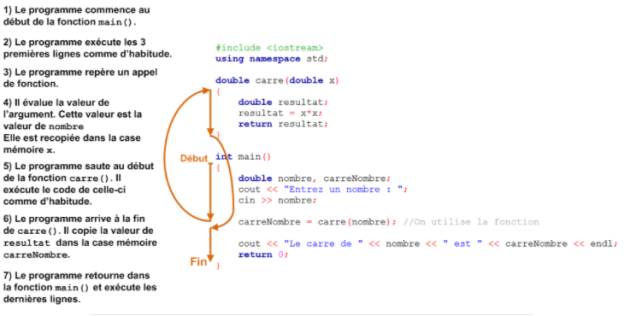 1) Le programme commence au
début de la fonction main().
2) Le programme exécute les 3
premières lignes comme d'habitude.
3) Le programme repère un appel
de fonction.
4) Il évalue la valeur de
l'argument. Cette valeur est la
valeur de nombre
Elle est recopiée dans la case
mémoire x.
5) Le programme saute au début
de la fonction carre(). Il
exécute le code de celle-ci
comme d'habitude.
6) Le programme arrive à la fin
de carre(). Il copie la valeur de
resultat dans la case mémoire
carreNombre.
7) Le programme retourne dans
la fonction main() et exécute les
dernières lignes.
#include <iostream>
using namespace std;
double carre(double x)
{
double resultat;
resultat = x*x;
return resultat;
}
Début
int main()
{
double nombre, carreNombre;
cout << "Entrez un nombre : ";
cin >> nombre;
carreNombre = carre(nombre); //On utilise la fonction
cout << "Le carre de " << nombre << " est " << carreNombre << endl;
return 0;
Fin
}